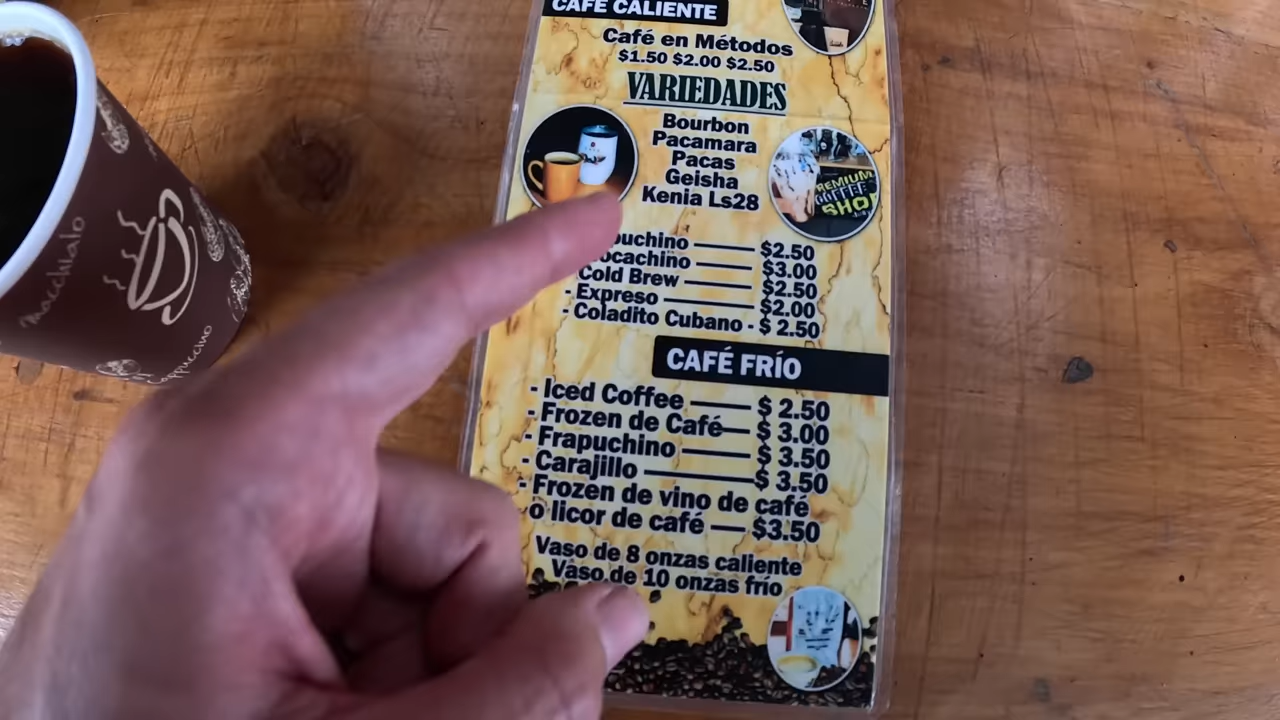 CAFÉ CALIENTE
Café en Métodos
$1.50 $2.00 $2.50
VARIEDADES
Bourbon
Pacamara
Pacas
Geisha
Kenia Ls28
PREMIUM
COFFEE
SHOP
puchino $2.50
ocachino $3.00
Cold Brew $2.50
- Expreso $2.00
- Coladito Cubano - $ 2.50
CAFÉ FRÍO
- Iced Coffee $ 2.50
- Frozen de Café $ 3.00
- Frapuchino $ 3.50
- Carajillo $ 3.50
- Frozen de vino de café
o licor de café $3.50
Vaso de 8 onzas caliente
Vaso de 10 onzas frío
Macchiato
Cappuccino